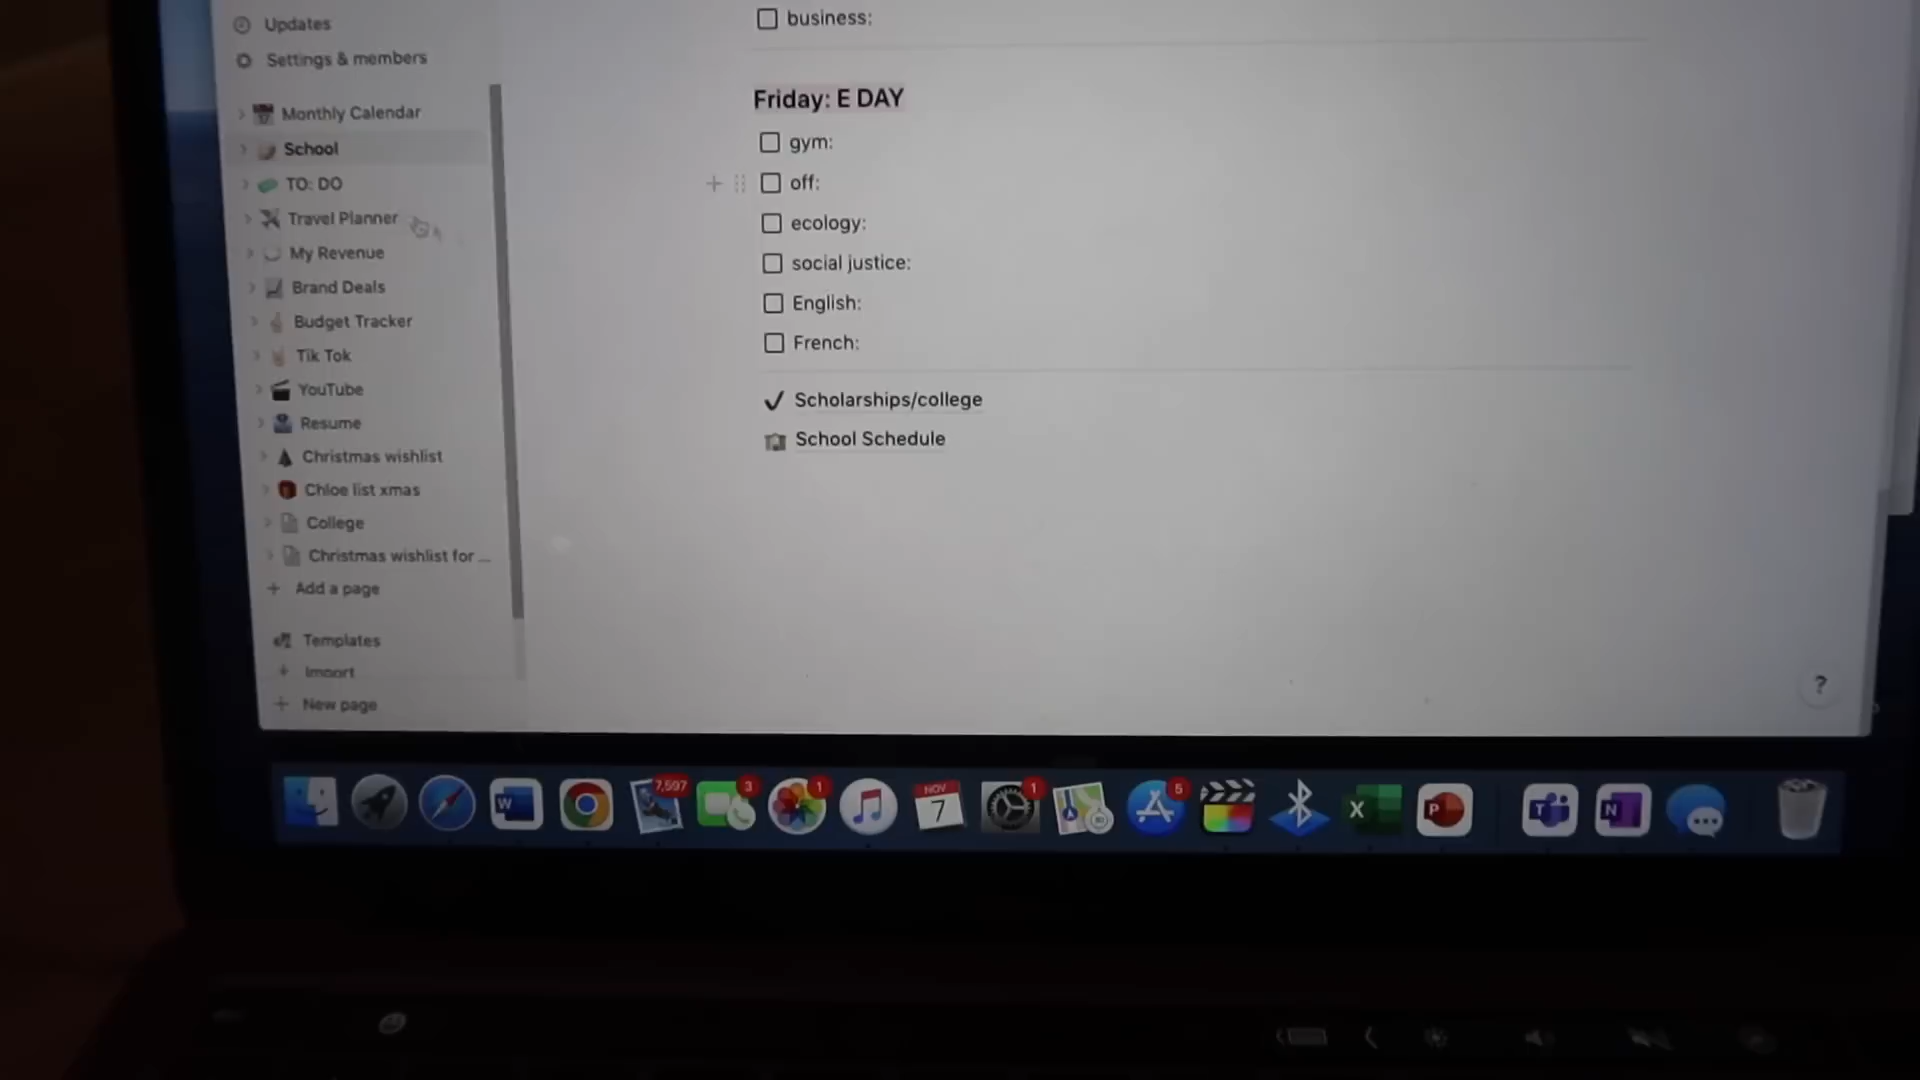 Updates
Settings & members
Monthly Calendar
School
TO: DO
Travel Planner
My Revenue
Brand Deals
Budget Tracker
Tik Tok
YouTube
Resume
Christmas wishlist
Chloe list xmas
College
Christmas wishlist for ...
+ Add a page
Templates
Import
+ New page
business:
Friday: E DAY
gym:
off:
ecology:
social justice:
English:
French:
Scholarships/college
School Schedule
?
W
7,597
3
1
NOV
7
1
5
X
P
T
N